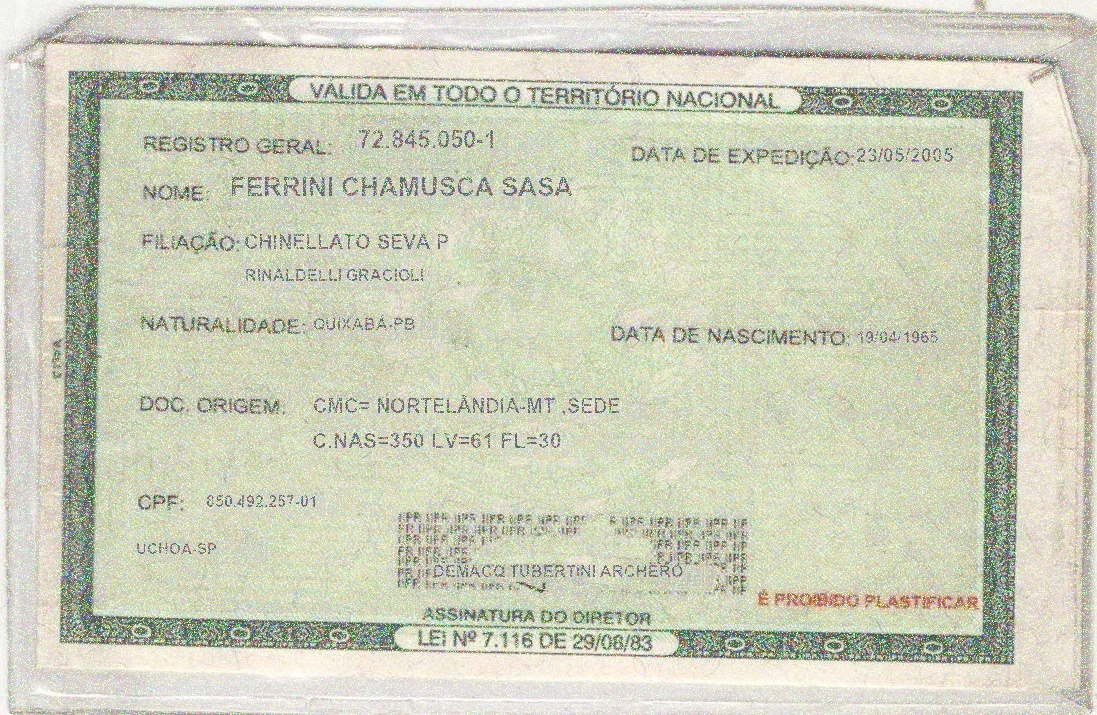 VÁLIDA EM TODO O TERRITÓRIO NACIONAL
REGISTRO GERAL: 72.845.050-1 DATA DE EXPEDIÇÃO: 23/05/2005
NOME: FERRINI CHAMUSCA SASA
FILIAÇÃO: CHINELLATO SEVA P
RINALDELLI GRACIOLI
NATURALIDADE: QUIXABÁ-PB DATA DE NASCIMENTO: 19/04/1965
DOC. ORIGEM: CMC= NORTELÂNDIA-MT ,SEDE
C.NAS=350 LV=61 FL=30
CPF: 850.492.257-01
UCHOA-SP
DEMACQ TUBERTINI ARCHERO
É PROIBIDO PLASTIFICAR
ASSINATURA DO DIRETOR
LEI Nº 7.116 DE 29/08/83